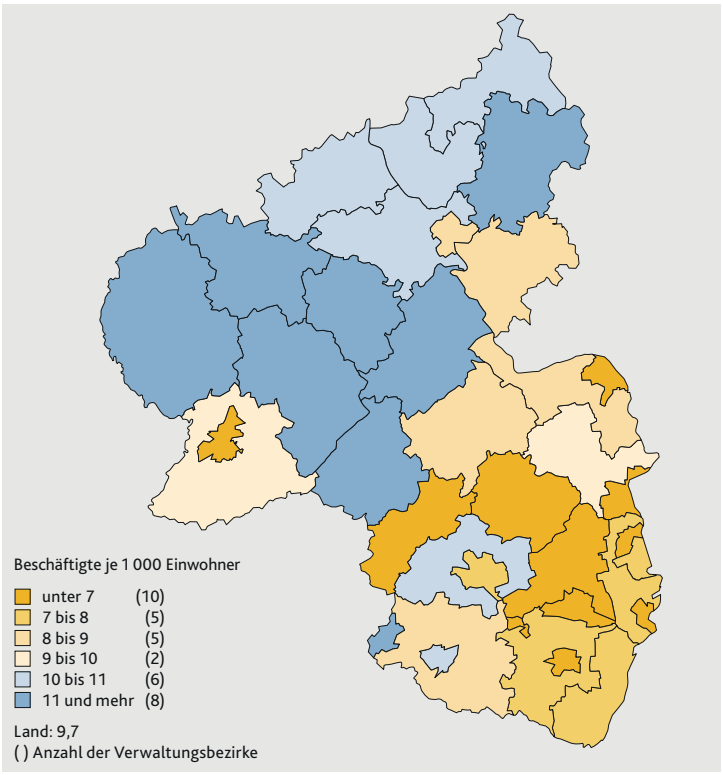 Beschäftigte je 1 000 Einwohner
unter 7 (10)
7 bis 8 (5)
8 bis 9 (5)
9 bis 10 (2)
10 bis 11 (6)
11 und mehr (8)
Land: 9,7
( ) Anzahl der Verwaltungsbezirke